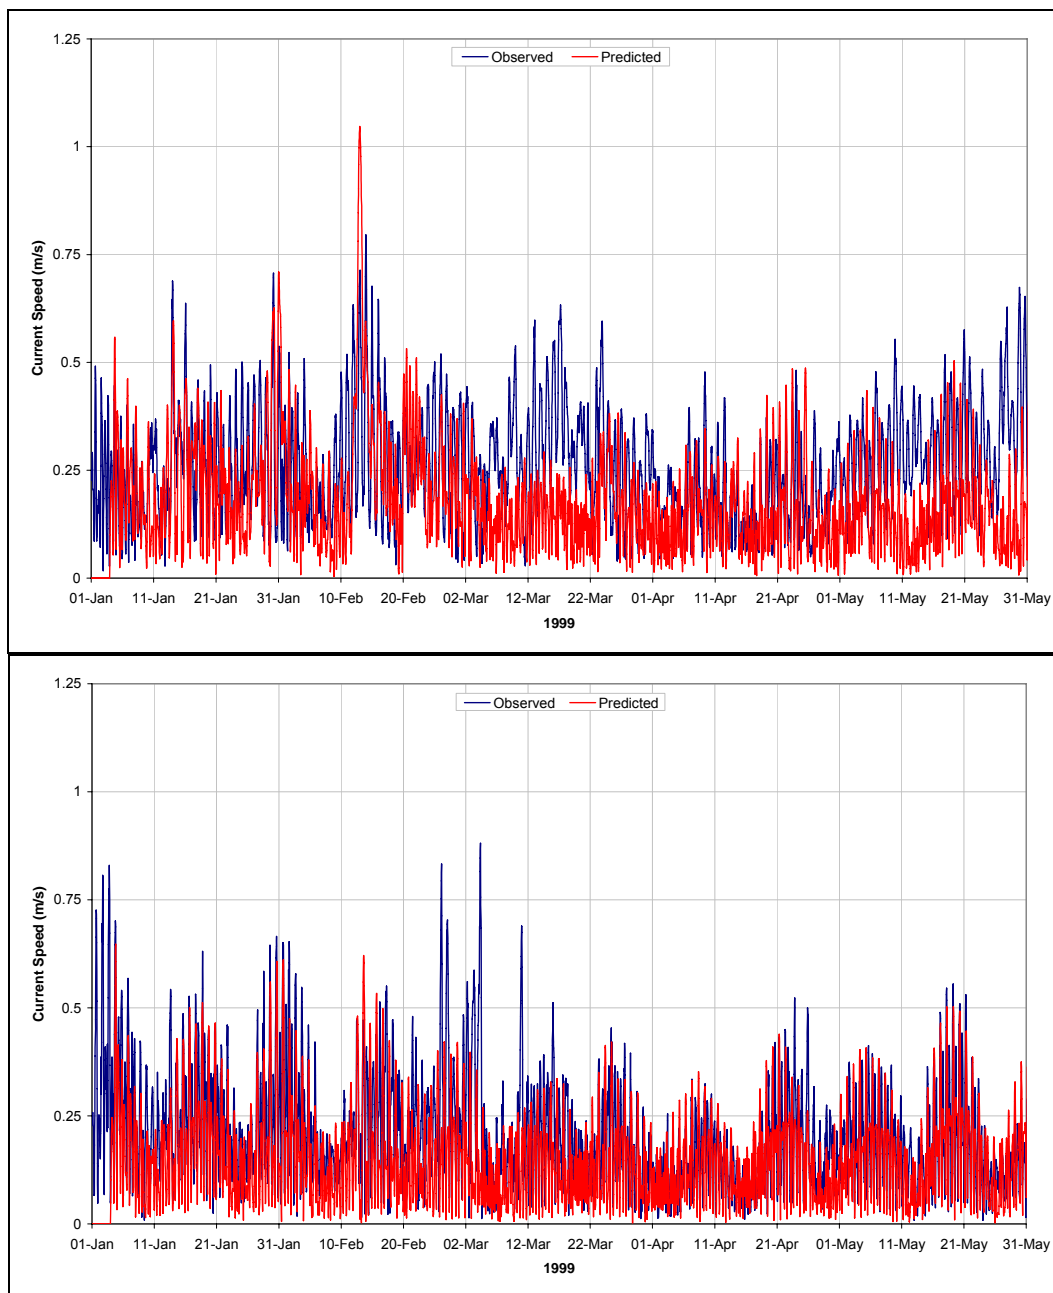 1.25
Observed Predicted
1
0.75
Current Speed (m/s)
0.5
0.25
0
01-Jan 11-Jan 21-Jan 31-Jan 10-Feb 20-Feb 02-Mar 12-Mar 22-Mar 01-Apr 11-Apr 21-Apr 01-May 11-May 21-May 31-May
1999
1.25
Observed Predicted
1
0.75
Current Speed (m/s)
0.5
0.25
0
01-Jan 11-Jan 21-Jan 31-Jan 10-Feb 20-Feb 02-Mar 12-Mar 22-Mar 01-Apr 11-Apr 21-Apr 01-May 11-May 21-May 31-May
1999